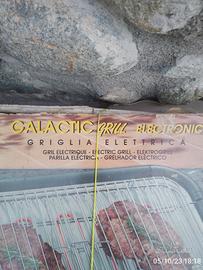 GALACTIC GRILL ELECTRONIC
GRIGLIA ELETTRICA
GRIL ELECTRIQUE - ELECTRIC GRILL - ELEKTROGRILL
PARILLA ELÉCTRICA - GRELHADOR ELÉCTRICO
05/10/23 18:18